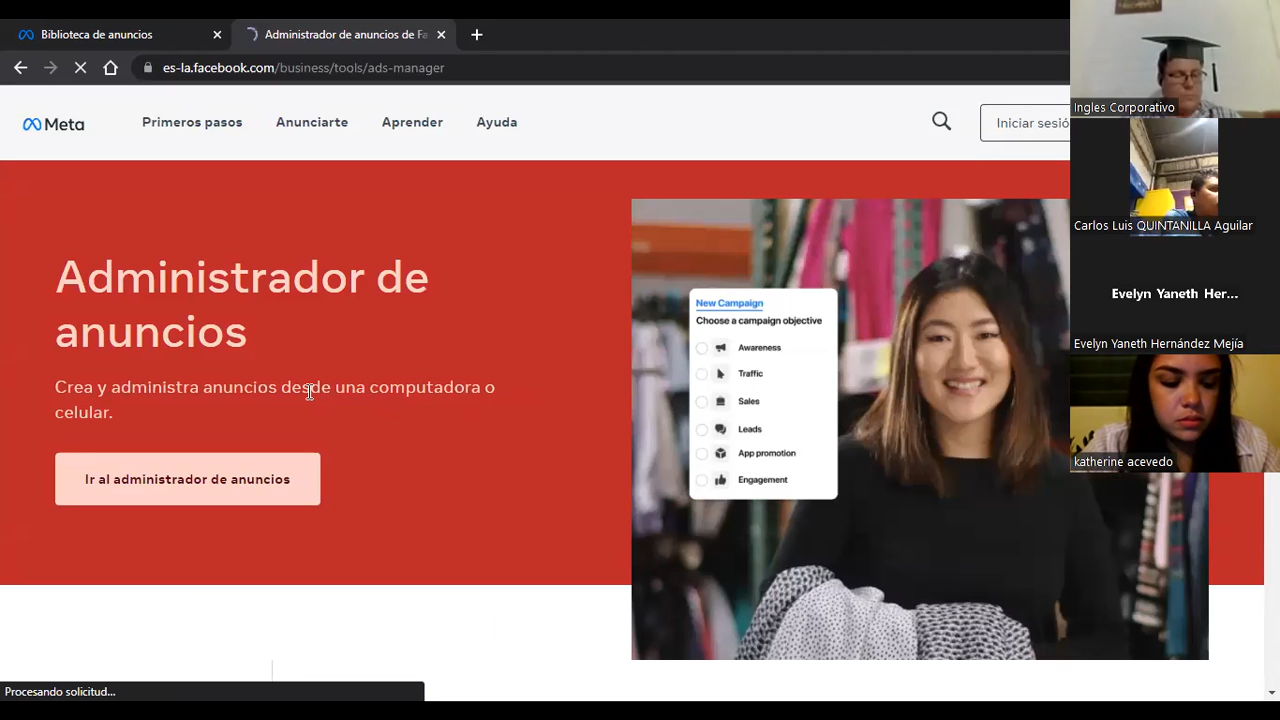 Biblioteca de anuncios
Administrador de anuncios de Fa
es-la.facebook.com/business/tools/ads-manager
Meta
Primeros pasos
Anunciarte
Aprender
Ayuda
Iniciar sesió
Administrador de
anuncios
Crea y administra anuncios desde una computadora o
celular.
Ir al administrador de anuncios
New Campaign
Choose a campaign objective
Awareness
Traffic
Sales
Leads
App promotion
Engagement
Procesando solicitud...
Ingles Corporativo
Carlos Luis QUINTANILLA Aguilar
Evelyn Yaneth Her...
Evelyn Yaneth Hernández Mejía
katherine acevedo